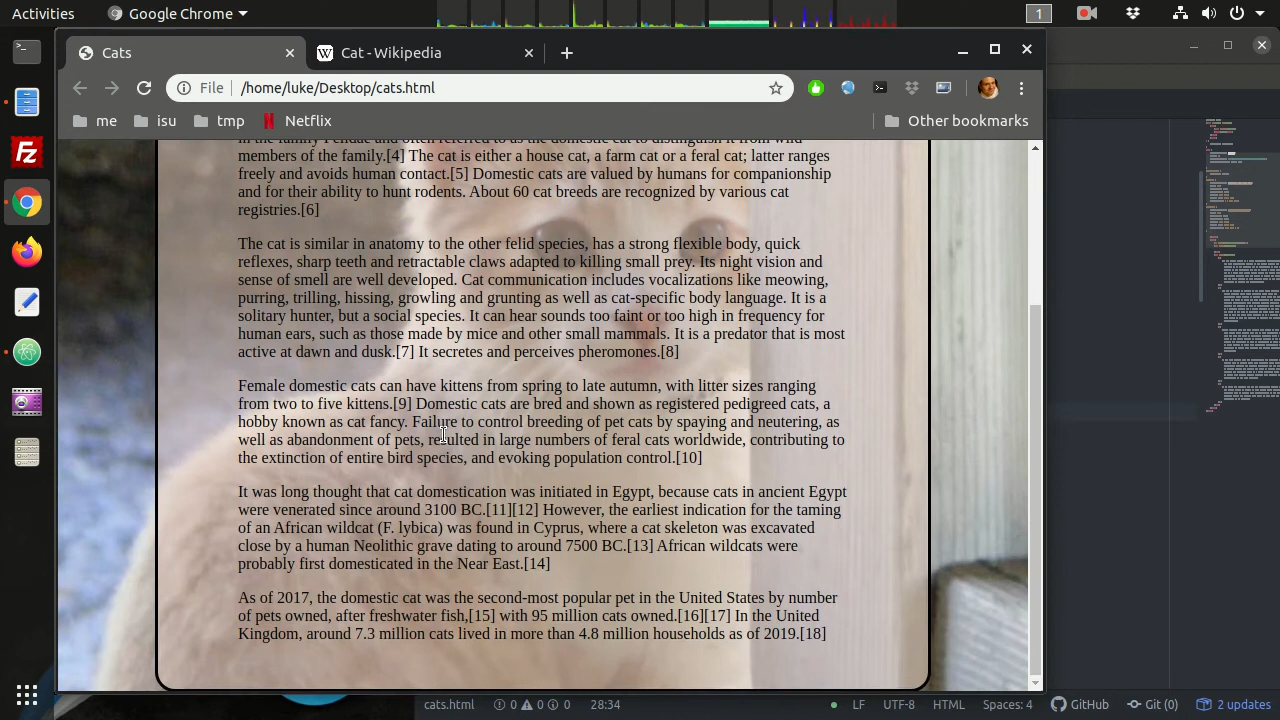 Activities
Google Chrome
1
Cats
Cat - Wikipedia
File
/home/luke/Desktop/cats.html
me
isu
tmp
Netflix
Other bookmarks
members of the family.[4] The cat is either a house cat, a farm cat or a feral cat; latter ranges
freely and avoids human contact.[5] Domestic cats are valued by humans for companionship
and for their ability to hunt rodents. About 60 cat breeds are recognized by various cat
registries.[6]
The cat is similar in anatomy to the other felid species, has a strong flexible body, quick
reflexes, sharp teeth and retractable claws adapted to killing small prey. Its night vision and
sense of smell are well developed. Cat communication includes vocalizations like meowing,
purring, trilling, hissing, growling and grunting as well as cat-specific body language. It is a
solitary hunter, but a social species. It can hear sounds too faint or too high in frequency for
human ears, such as those made by mice and other small mammals. It is a predator that is most
active at dawn and dusk.[7] It secretes and perceives pheromones.[8]
Female domestic cats can have kittens from spring to late autumn, with litter sizes ranging
from two to five kittens.[9] Domestic cats are bred and shown as registered pedigreed cats, a
hobby known as cat fancy. Failure to control breeding of pet cats by spaying and neutering, as
well as abandonment of pets, resulted in large numbers of feral cats worldwide, contributing to
the extinction of entire bird species, and evoking population control.[10]
It was long thought that cat domestication was initiated in Egypt, because cats in ancient Egypt
were venerated since around 3100 BC.[11][12] However, the earliest indication for the taming
of an African wildcat (F. lybica) was found in Cyprus, where a cat skeleton was excavated
close by a human Neolithic grave dating to around 7500 BC.[13] African wildcats were
probably first domesticated in the Near East.[14]
As of 2017, the domestic cat was the second-most popular pet in the United States by number
of pets owned, after freshwater fish,[15] with 95 million cats owned.[16][17] In the United
Kingdom, around 7.3 million cats lived in more than 4.8 million households as of 2019.[18]
cats.html
0
0
0
28:34
LF
UTF-8
HTML
Spaces: 4
GitHub
Git (0)
2 updates